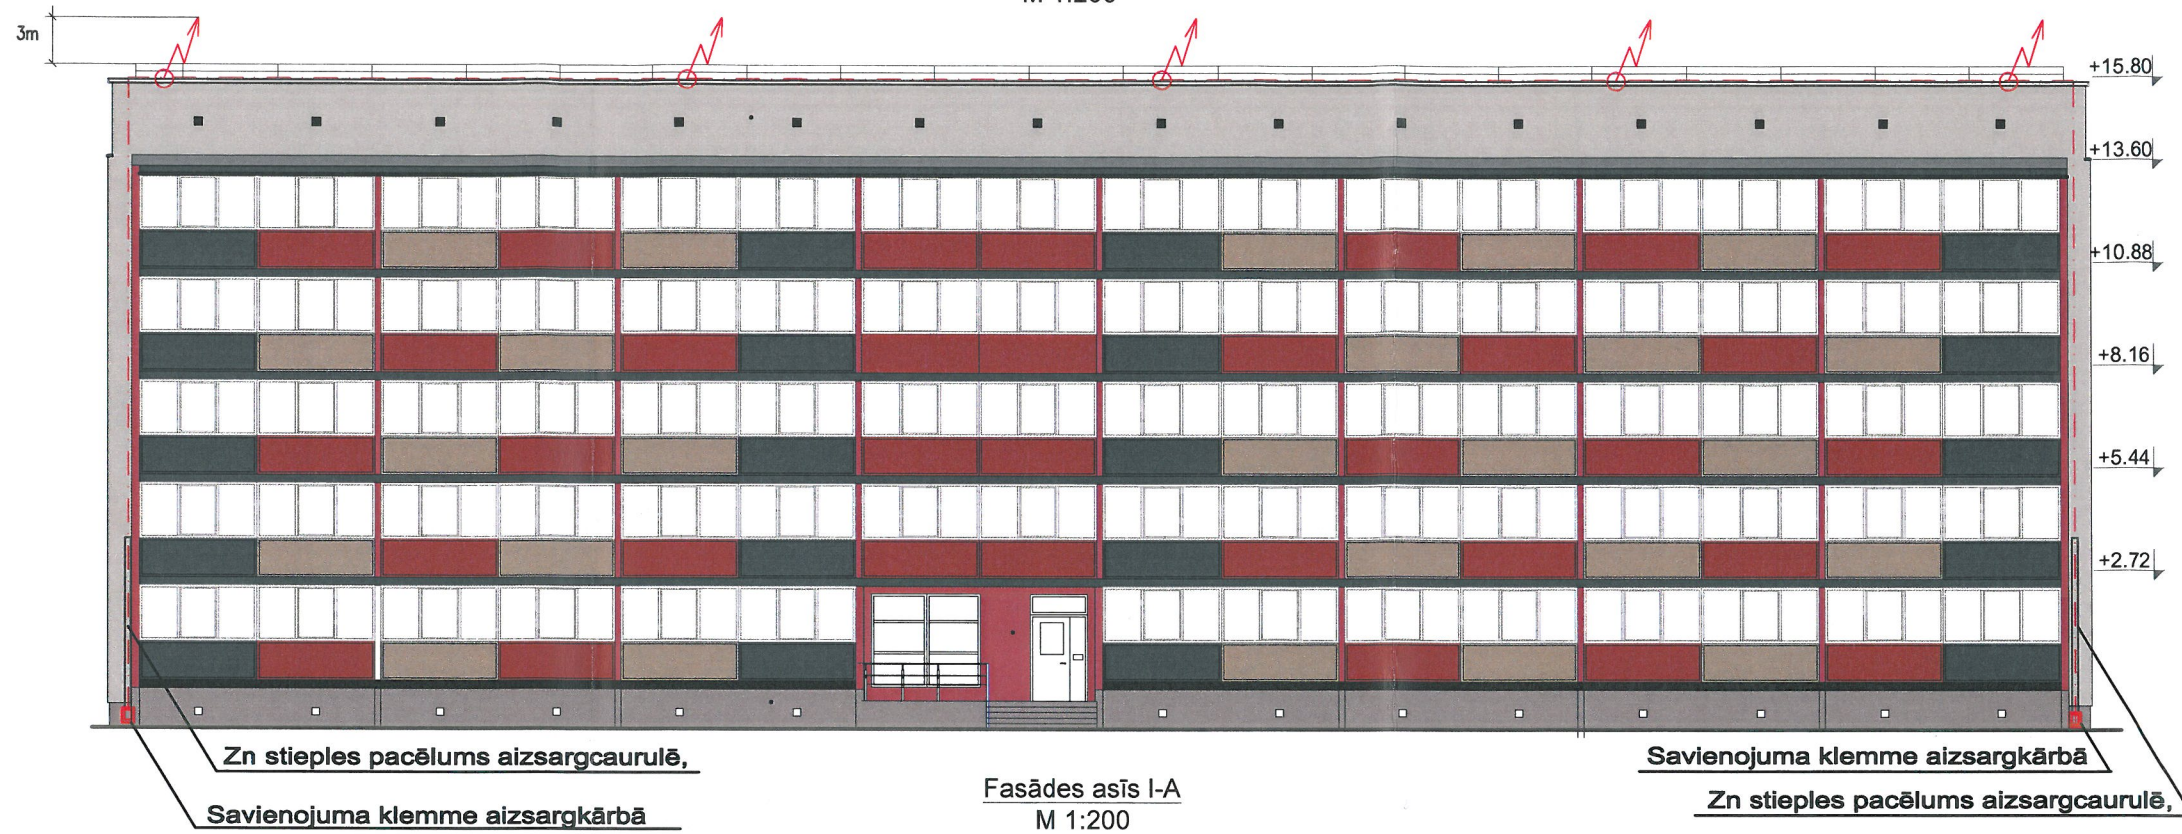 3m
+15.80
+13.60
+10.88
+8.16
+5.44
+2.72
Zn stieples pacēlums aizsargcaurulē,
Savienojuma klemme aizsargkārbā
Savienojuma klemme aizsargkārbā
Zn stieples pacēlums aizsargcaurulē,
Fasādes asīs I-A
M 1:200